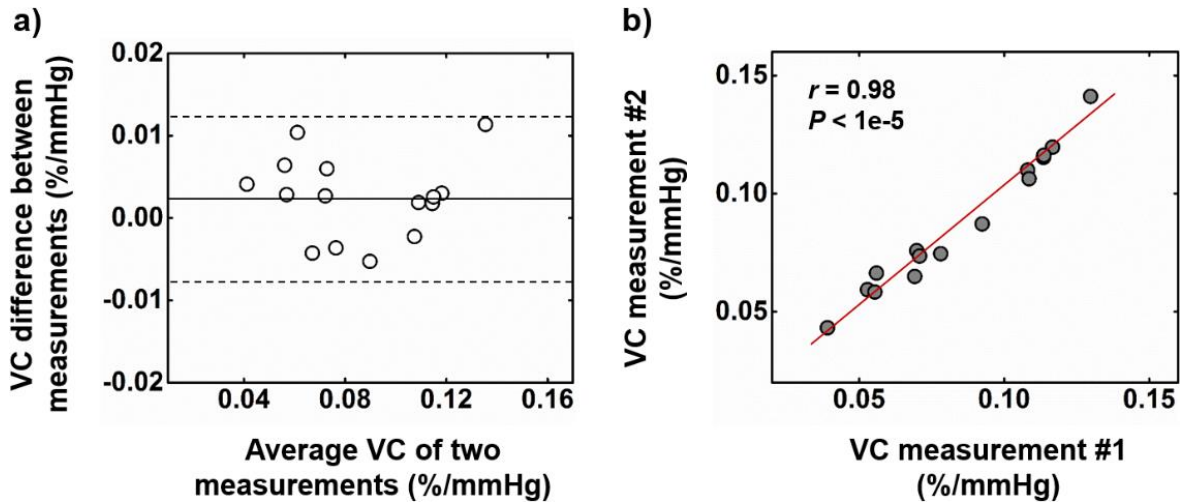 a)
VC difference between
measurements (%/mmHg)
0.02
0.01
0.00
-0.01
-0.02
0.04
0.08
0.12
0.16
Average VC of two
measurements (%/mmHg)
b)
VC measurement #2
(%/mmHg)
0.15
0.10
0.05
r = 0.98
P < 1e-5
0.05
0.10
0.15
VC measurement #1
(%/mmHg)